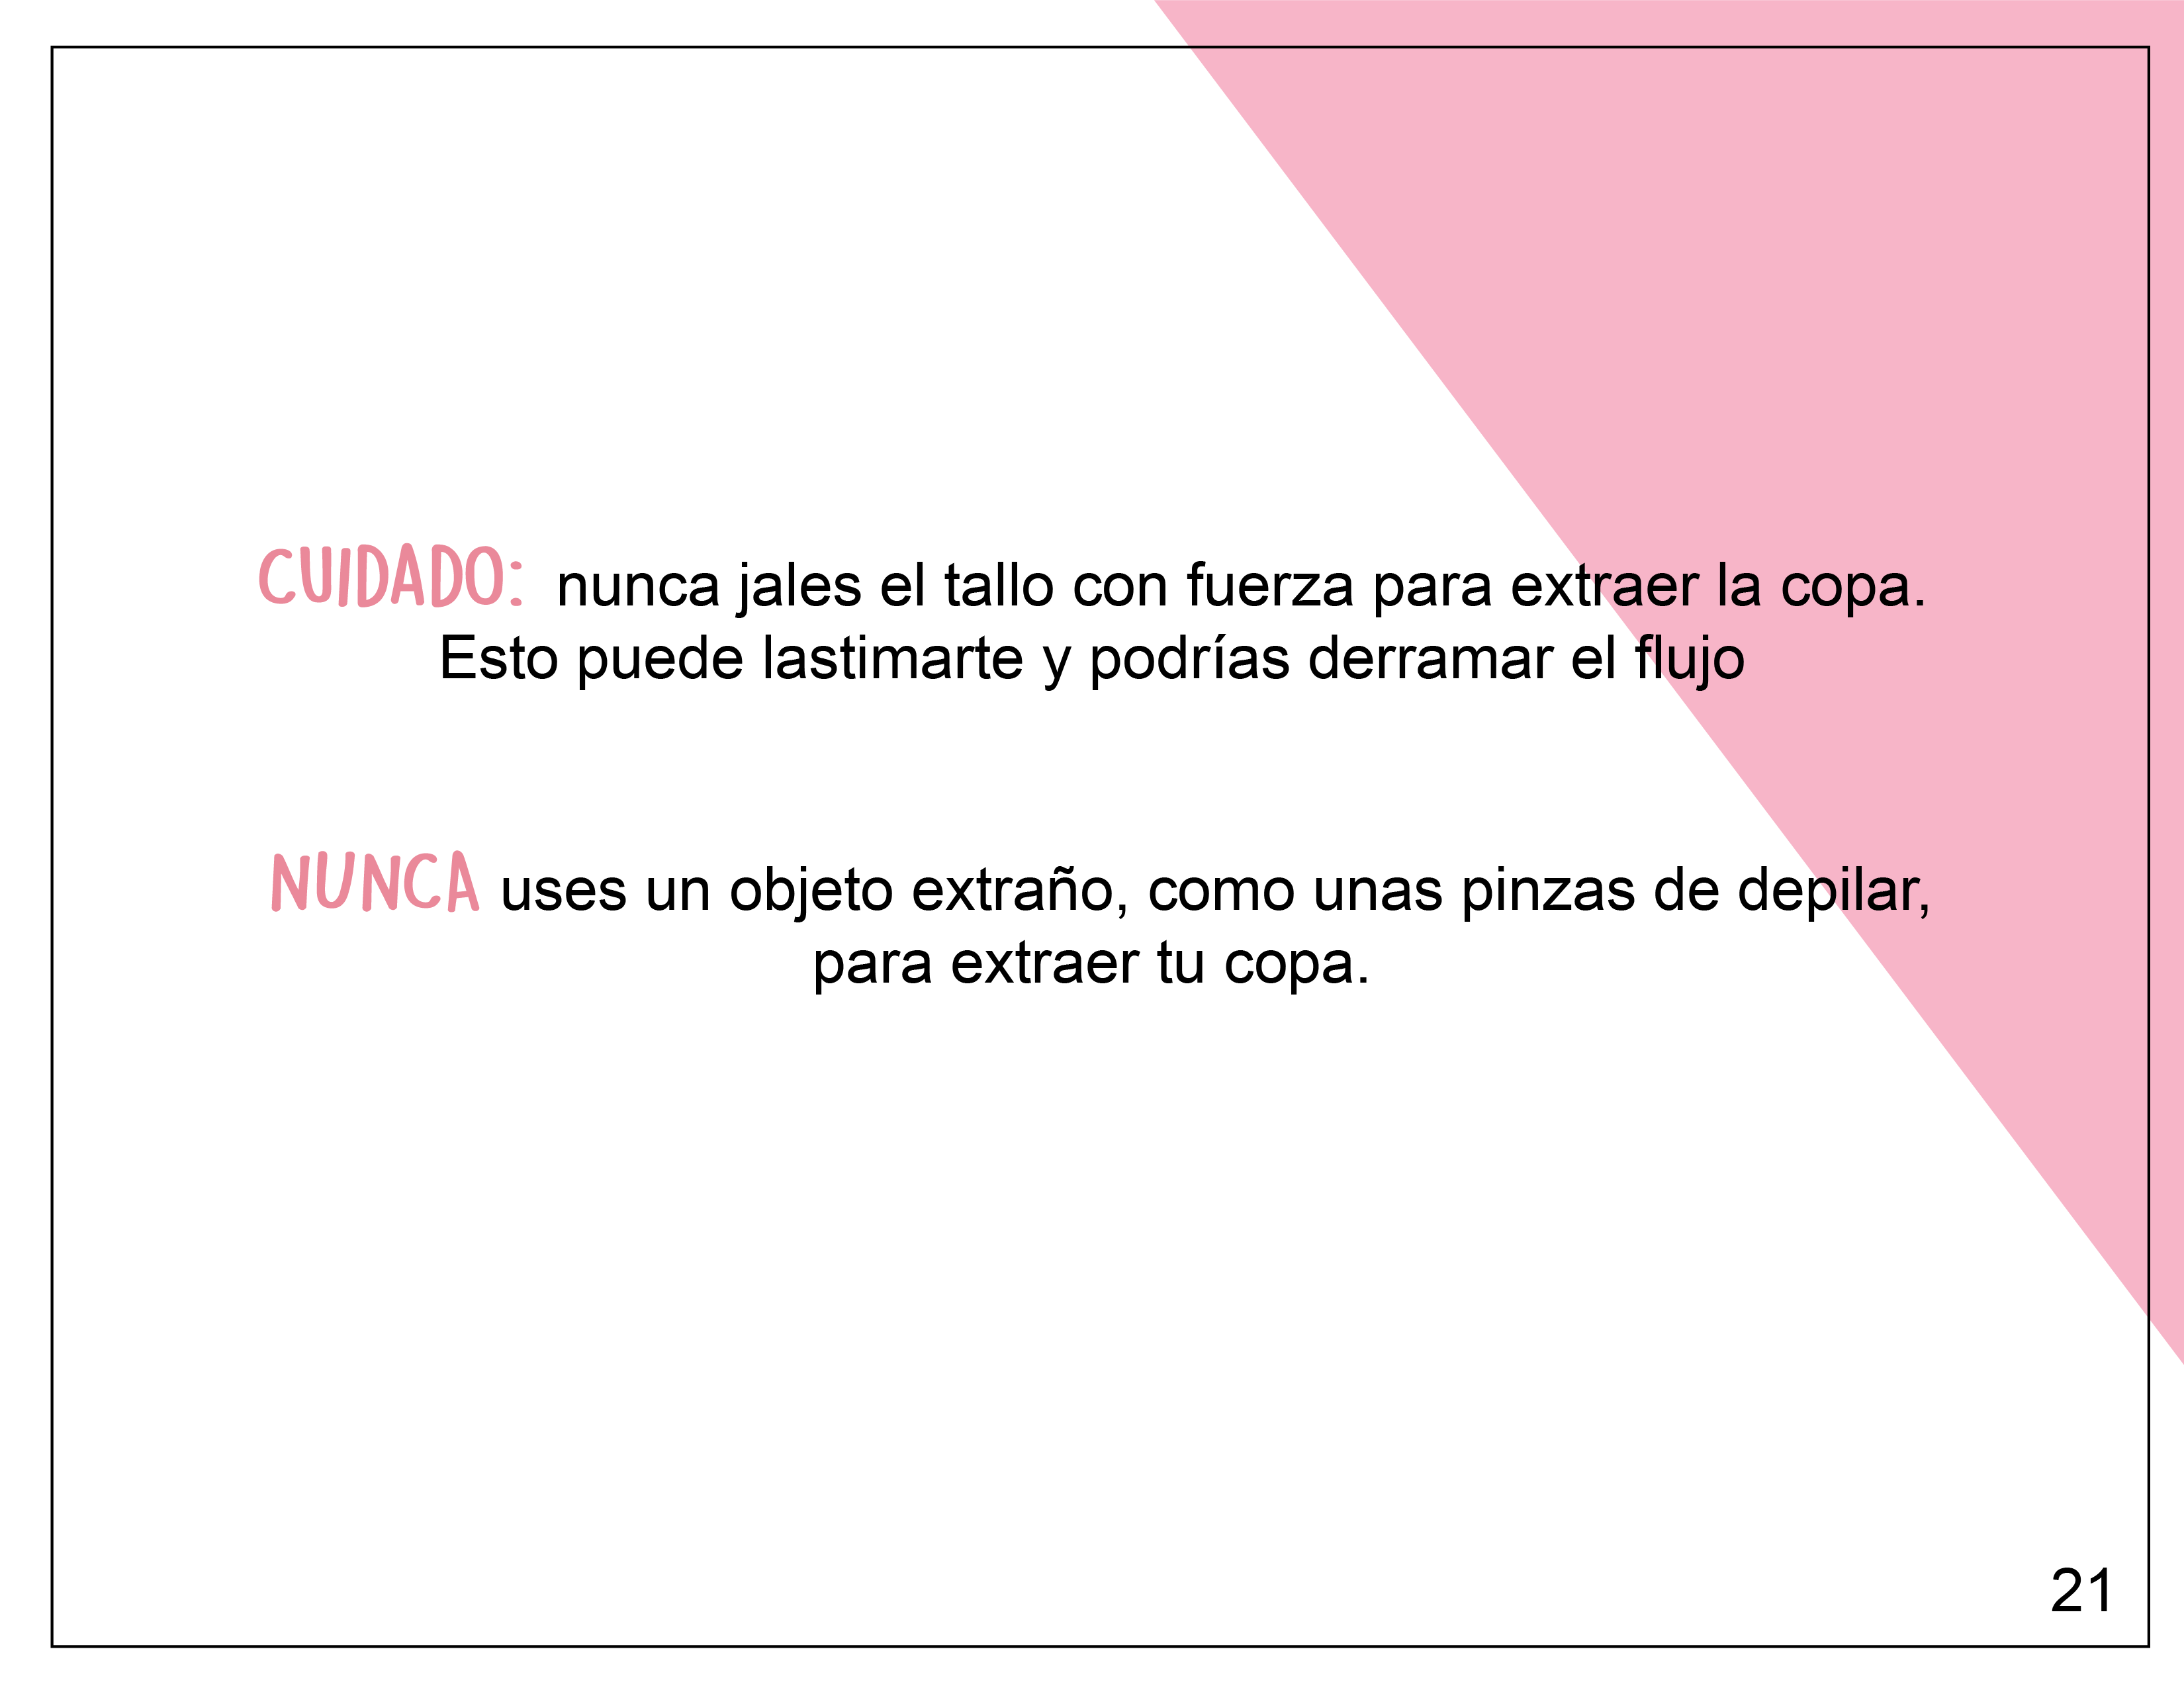 CUIDADO: nunca jales el tallo con fuerza para extraer la copa.
Esto puede lastimarte y podrías derramar el flujo
NUNCA uses un objeto extraño, como unas pinzas de depilar,
para extraer tu copa.
21